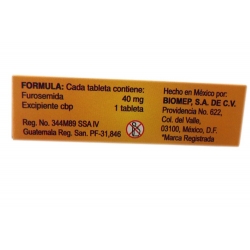 FORMULA: Cada tableta contiene:
Furosemida 40 mg
Excipiente cbp 1 tableta
Reg. No. 344M89 SSA IV
Guatemala Reg. San. PF-31,846
Hecho en México por:
BIOMEP, S.A. DE C.V.
Providencia No. 622,
Col. del Valle,
03100, México, D.F.
*Marca Registrada